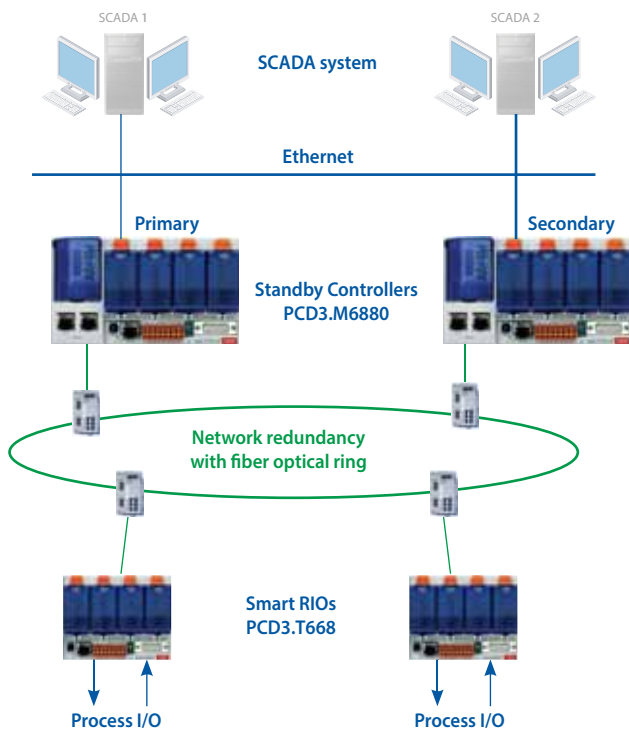 SCADA 1
SCADA 2
SCADA system
Ethernet
Primary
Secondary
Standby Controllers
PCD3.M6880
Network redundancy
with fiber optical ring
Smart RIOs
PCD3.T668
Process I/O
Process I/O